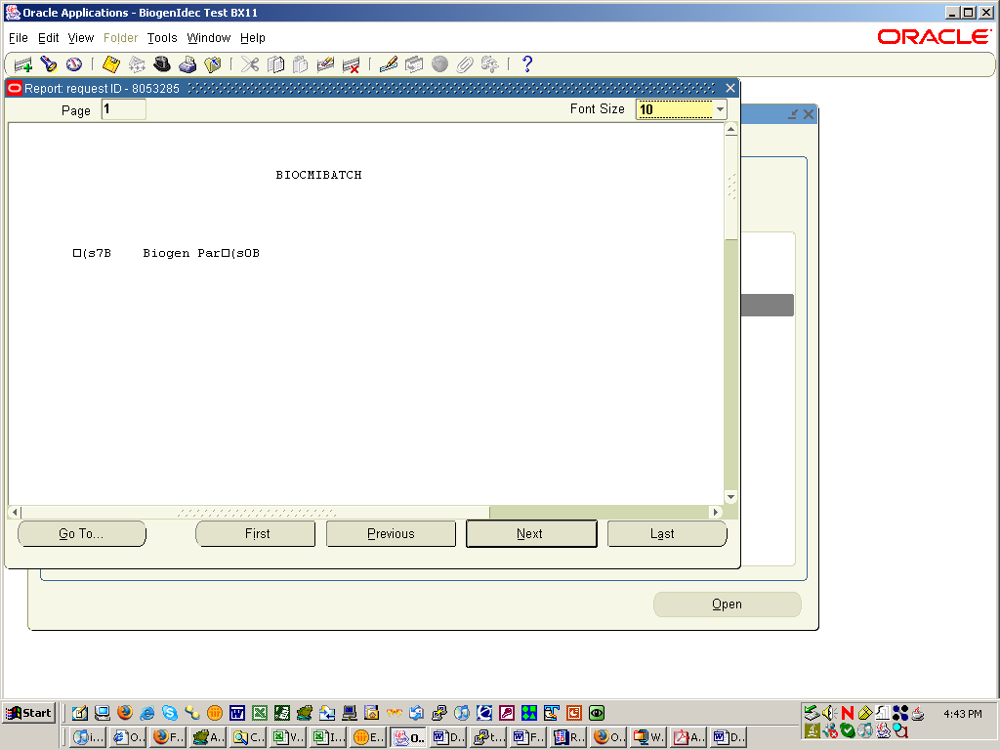 Oracle Applications - BiogenIdec Test BX11
File Edit View Folder Tools Window Help
ORACLE
Report: request ID - 8053285
Page 1
Font Size 10
BIOCMIBATCH
□(s7B Biogen Par□(s0B
Go To... First Previous Next Last
Open
Start
4:43 PM
i... O.. F... A.. C.. V.. I... E.. O.. D.. t... F.. R.. O.. W.. A.. D..